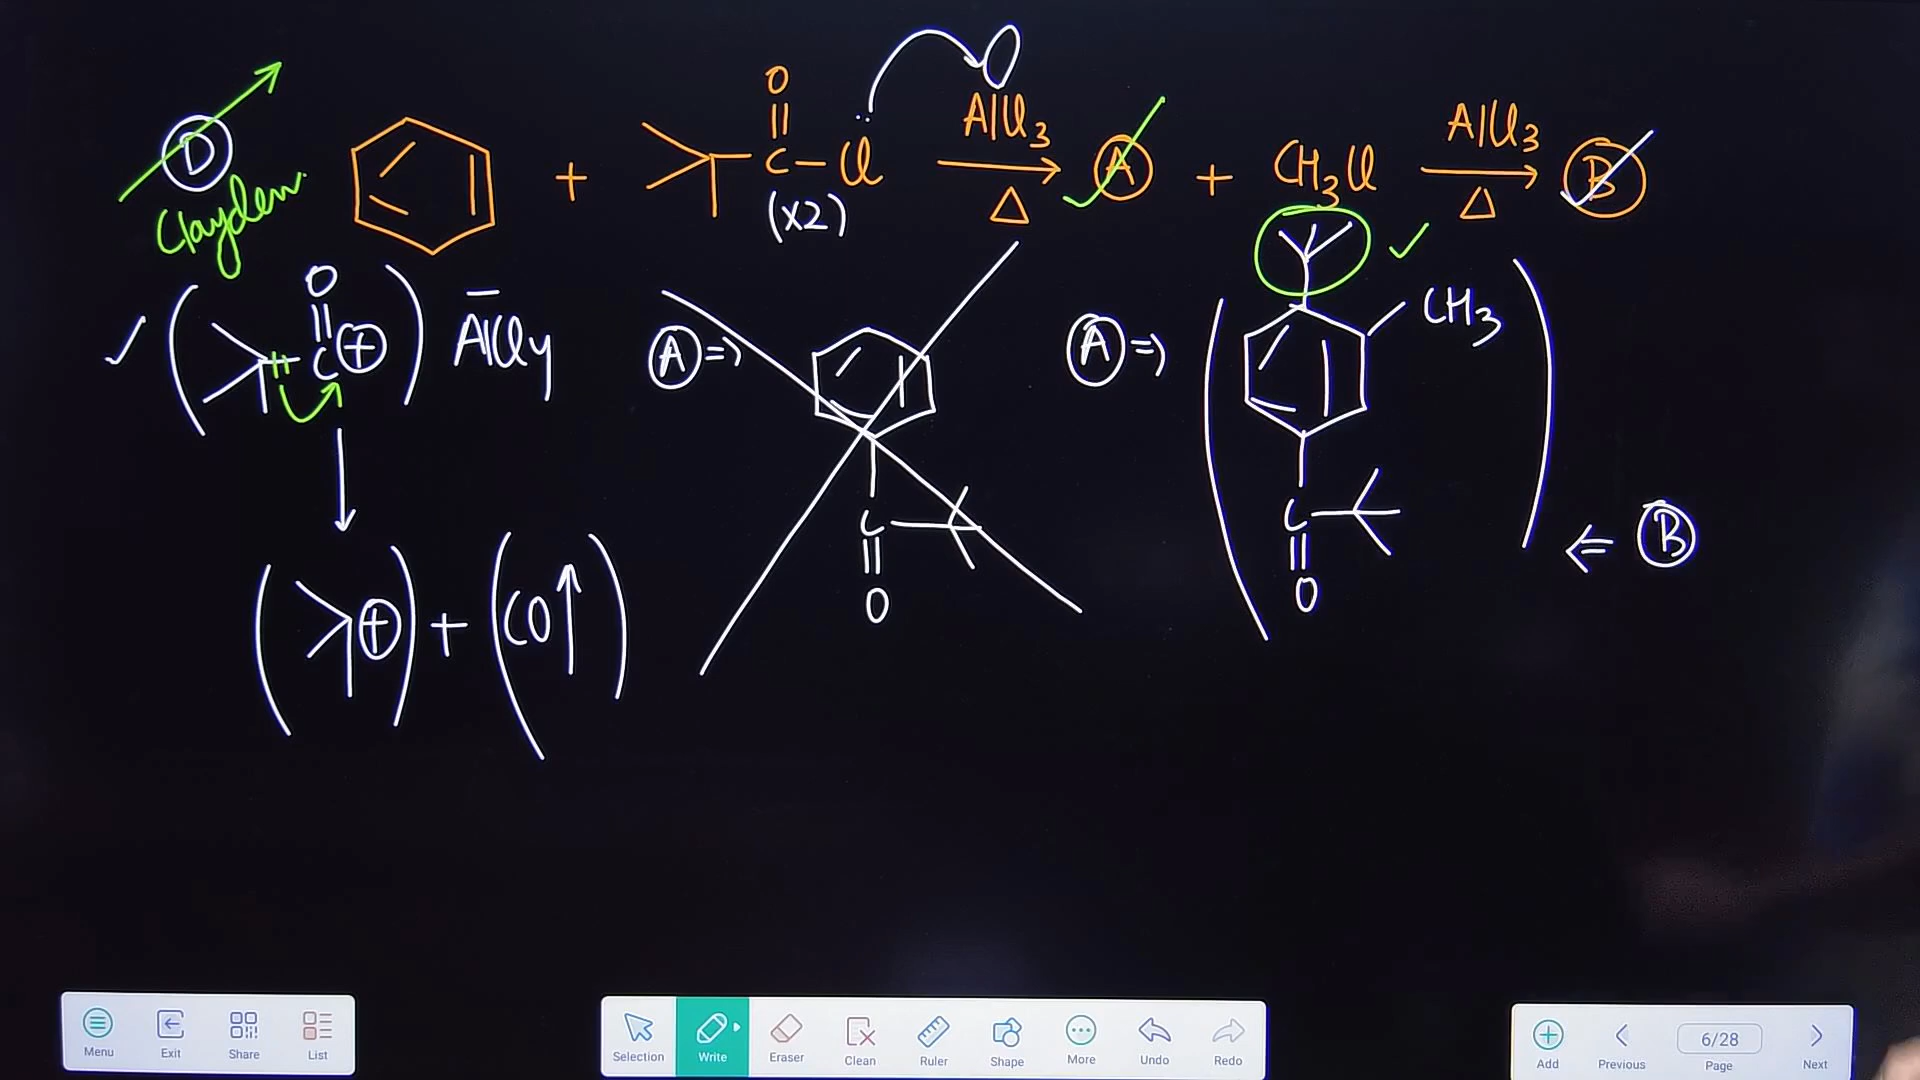 D
Clayden.
+ O || C – Cl (x2) AlCl3 Δ A + CH3Cl AlCl3 Δ B
( O || C + ) AlCl4 –
A =>
C
||
O
A =>
CH3
C
||
O
<= B
( + ) + ( CO↑ )
Menu
Exit
Share
List
Selection
Write
Eraser
Clean
Ruler
Shape
More
Undo
Redo
Add
Previous
6/28
Page
Next